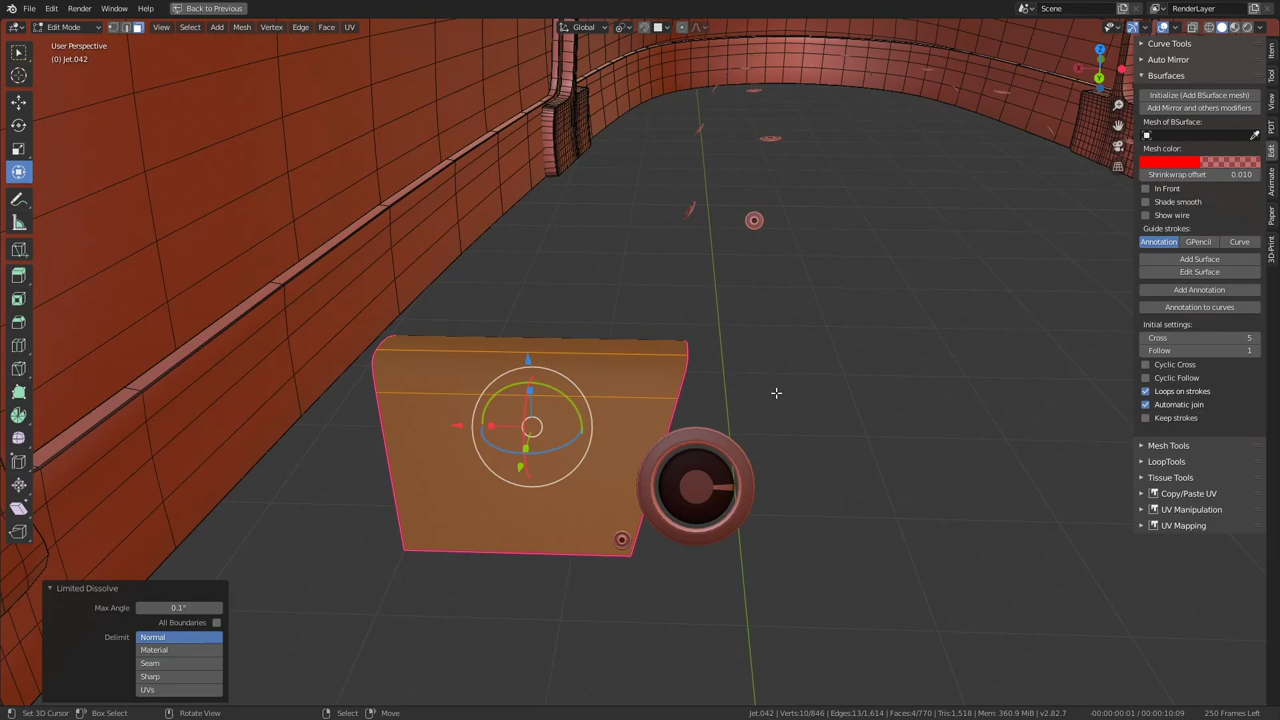 File Edit Render Window Help Back to Previous Scene RenderLayer
Edit Mode View Select Add Mesh Vertex Edge Face UV Global
User Perspective
(0) Jet.042
X
Y
Z
Curve Tools
Auto Mirror
Bsurfaces
Initialize (Add BSurface mesh)
Add Mirror and others modifiers
Mesh of BSurface:
Mesh color:
Shrinkwrap offset 0.010
In Front
Shade smooth
Show wire
Guide strokes:
Annotation GPencil Curve
Add Surface
Edit Surface
Add Annotation
Annotation to curves
Initial settings:
Cross 5
Follow 1
Cyclic Cross
Cyclic Follow
Loops on strokes
Automatic join
Keep strokes
Mesh Tools
LoopTools
Tissue Tools
Copy/Paste UV
UV Manipulation
UV Mapping
Item
Tool
View
PDT
Edit
Animate
Paper
3D-Print
Limited Dissolve
Max Angle 0.1°
All Boundaries
Delimit Normal
Material
Seam
Sharp
UVs
Set 3D Cursor Box Select Rotate View Select Move Jet.042 | Verts:10/846 | Edges:13/1,614 | Faces:4/770 | Tris:1,518 | Mem: 360.9 MiB | v2.82.7 -00:00:00:01 / 00:00:10:09 250 Frames Left